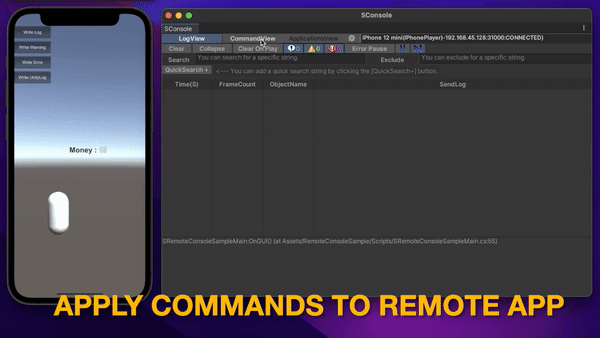 Write Log
Write Warning
Write Error
Write UnityLog
Money :
SConsole
SConsole
LogView CommandView ApplicationsView iPhone 12 mini(iPhonePlayer)-192.168.45.128:31000:CONNECTED)
Clear Collapse Clear On Play 0 0 Error Pause
Search You can search for a specific string. Exclude You can exclude for a specific string.
QuickSearch + <--- You can add a quick search string by clicking the [QuickSearch+] button.
Time(S) FrameCount ObjectName SendLog
SRemoteConsoleSampleMain:OnGUI() (at Assets/RemoteConsoleSample/Scripts/SRemoteConsoleSampleMain.cs:55)
APPLY COMMANDS TO REMOTE APP